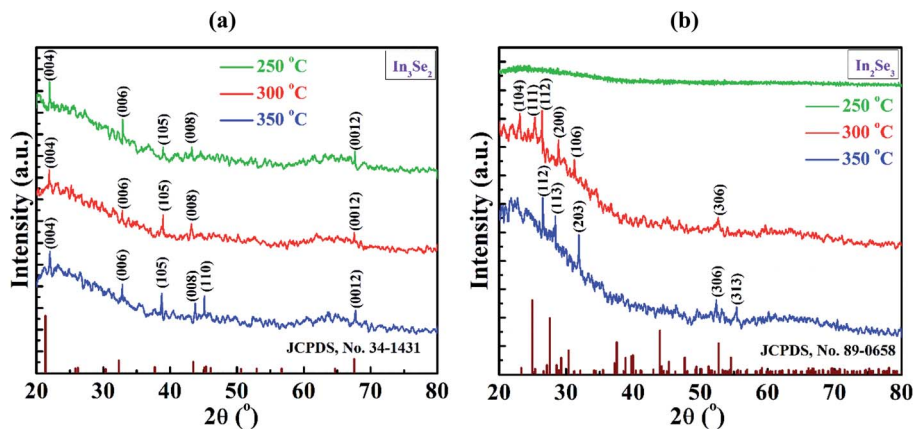 (a)
In₃Se₂
250 °C
300 °C
350 °C
(004)
(006)
(105)
(008)
(0012)
(004)
(006)
(105)
(008)
(0012)
(004)
(006)
(105)
(008)
(110)
(0012)
JCPDS, No. 34-1431
Intensity (a.u.)
20 30 40 50 60 70 80
2θ (°)
(b)
In₂Se₃
250 °C
300 °C
350 °C
(104)
(111)
(112)
(200)
(106)
(306)
(112)
(113)
(203)
(306)
(313)
JCPDS, No. 89-0658
Intensity (a.u.)
20 30 40 50 60 70 80
2θ (°)